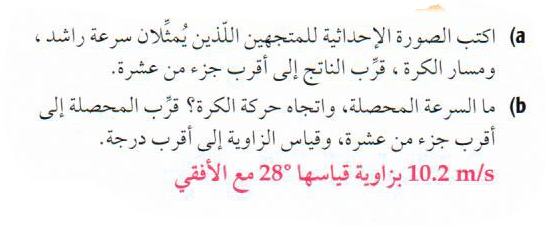 a) اكتب الصورة الإحداثية للمتجهين اللّذين يُمثِّلان سرعة راشد ،
ومسار الكرة ، قرِّب الناتج إلى أقرب جزء من عشرة.
b) ما السرعة المحصلة، واتجاه حركة الكرة؟ قرِّب المحصلة إلى
أقرب جزء من عشرة، وقياس الزاوية إلى أقرب درجة.
10.2 m/s بزاوية قياسها 28° مع الأفقي